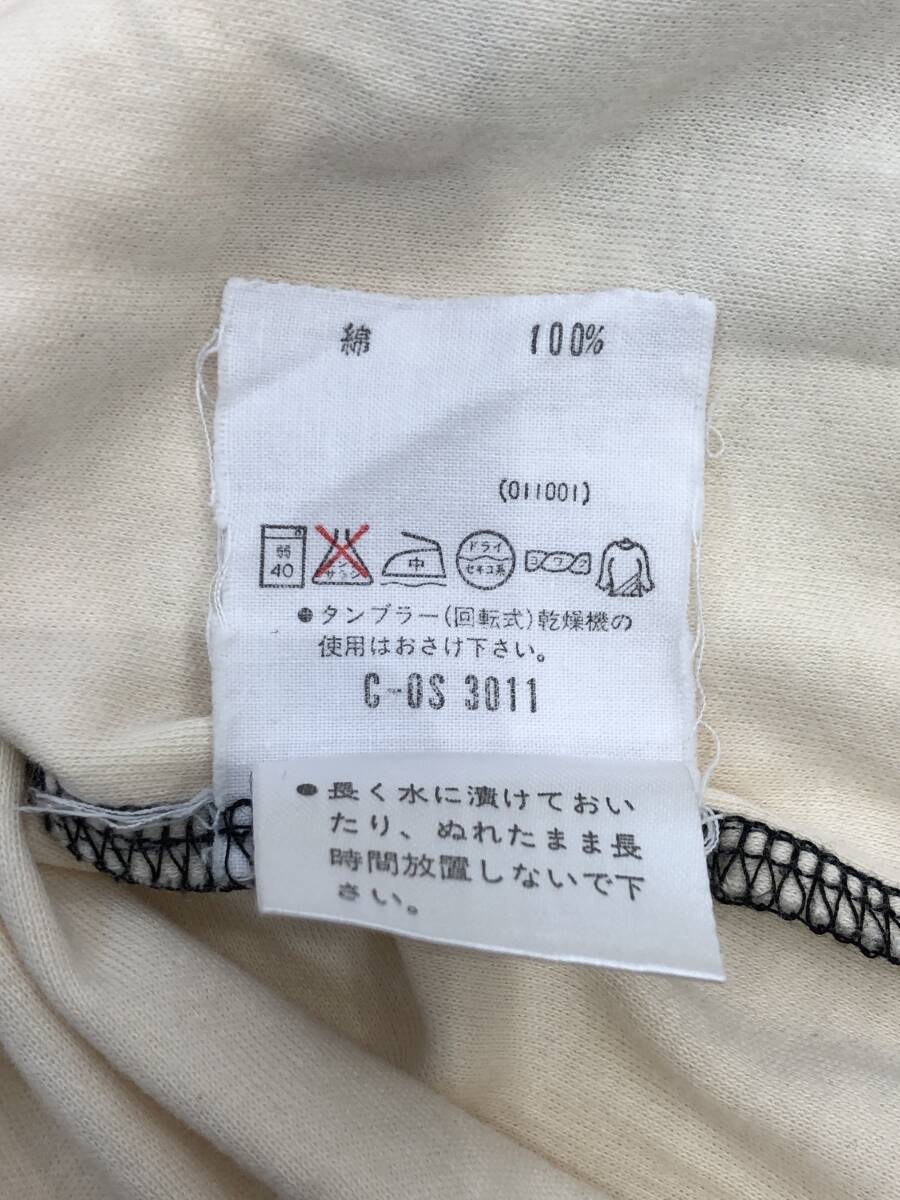 綿 100%
(011001)
弱
40
エンソ
サラシ
中
ドライ
セキユ系
ヨワク
●タンブラー(回転式)乾燥機の
使用はおさけ下さい。
C-OS 3011
●長く水に漬けておい
たり、ぬれたまま長
時間放置しないで下
さい。